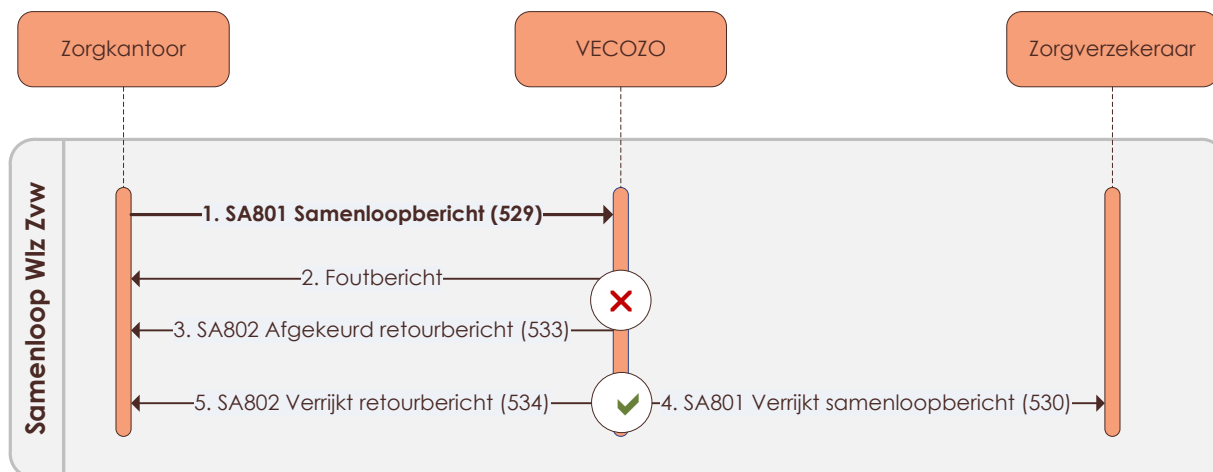 Zorgkantoor
VECOZO
Zorgverzekeraar
Samenloop Wlz Zvw
1. SA801 Samenloopbericht (529)
2. Foutbericht
3. SA802 Afgekeurd retourbericht (533)
5. SA802 Verrijkt retourbericht (534)
4. SA801 Verrijkt samenloopbericht (530)